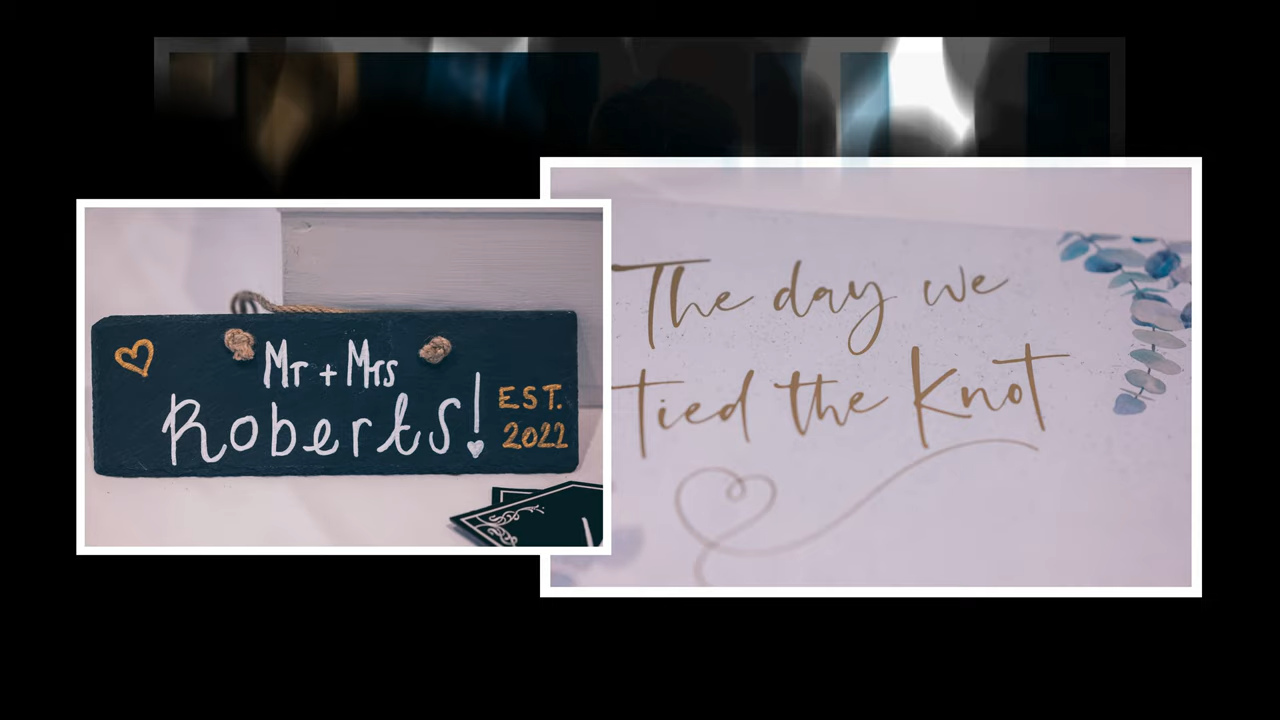 Mr + Mrs
Roberts!
EST.
2022
The day we
tied the Knot